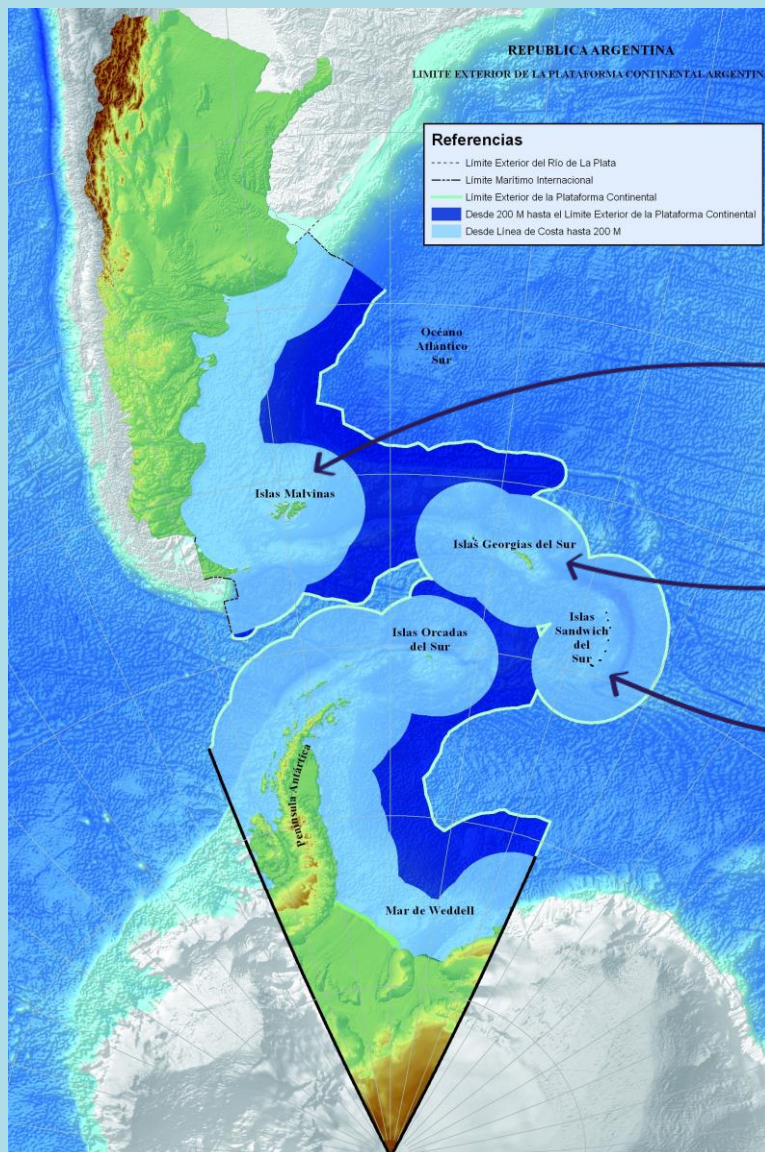 REPUBLICA ARGENTINA
LIMITE EXTERIOR DE LA PLATAFORMA CONTINENTAL ARGENTIN
Referencias
Límite Exterior del Río de La Plata
Límite Marítimo Internacional
Límite Exterior de la Plataforma Continental
Desde 200 M hasta el Límite Exterior de la Plataforma Continental
Desde Línea de Costa hasta 200 M
Océano
Atlántico
Sur
Islas Malvinas
Islas Georgias del Sur
Islas
Sandwich
del
Sur
Islas Orcadas
del Sur
Península Antártica
Mar de Weddell